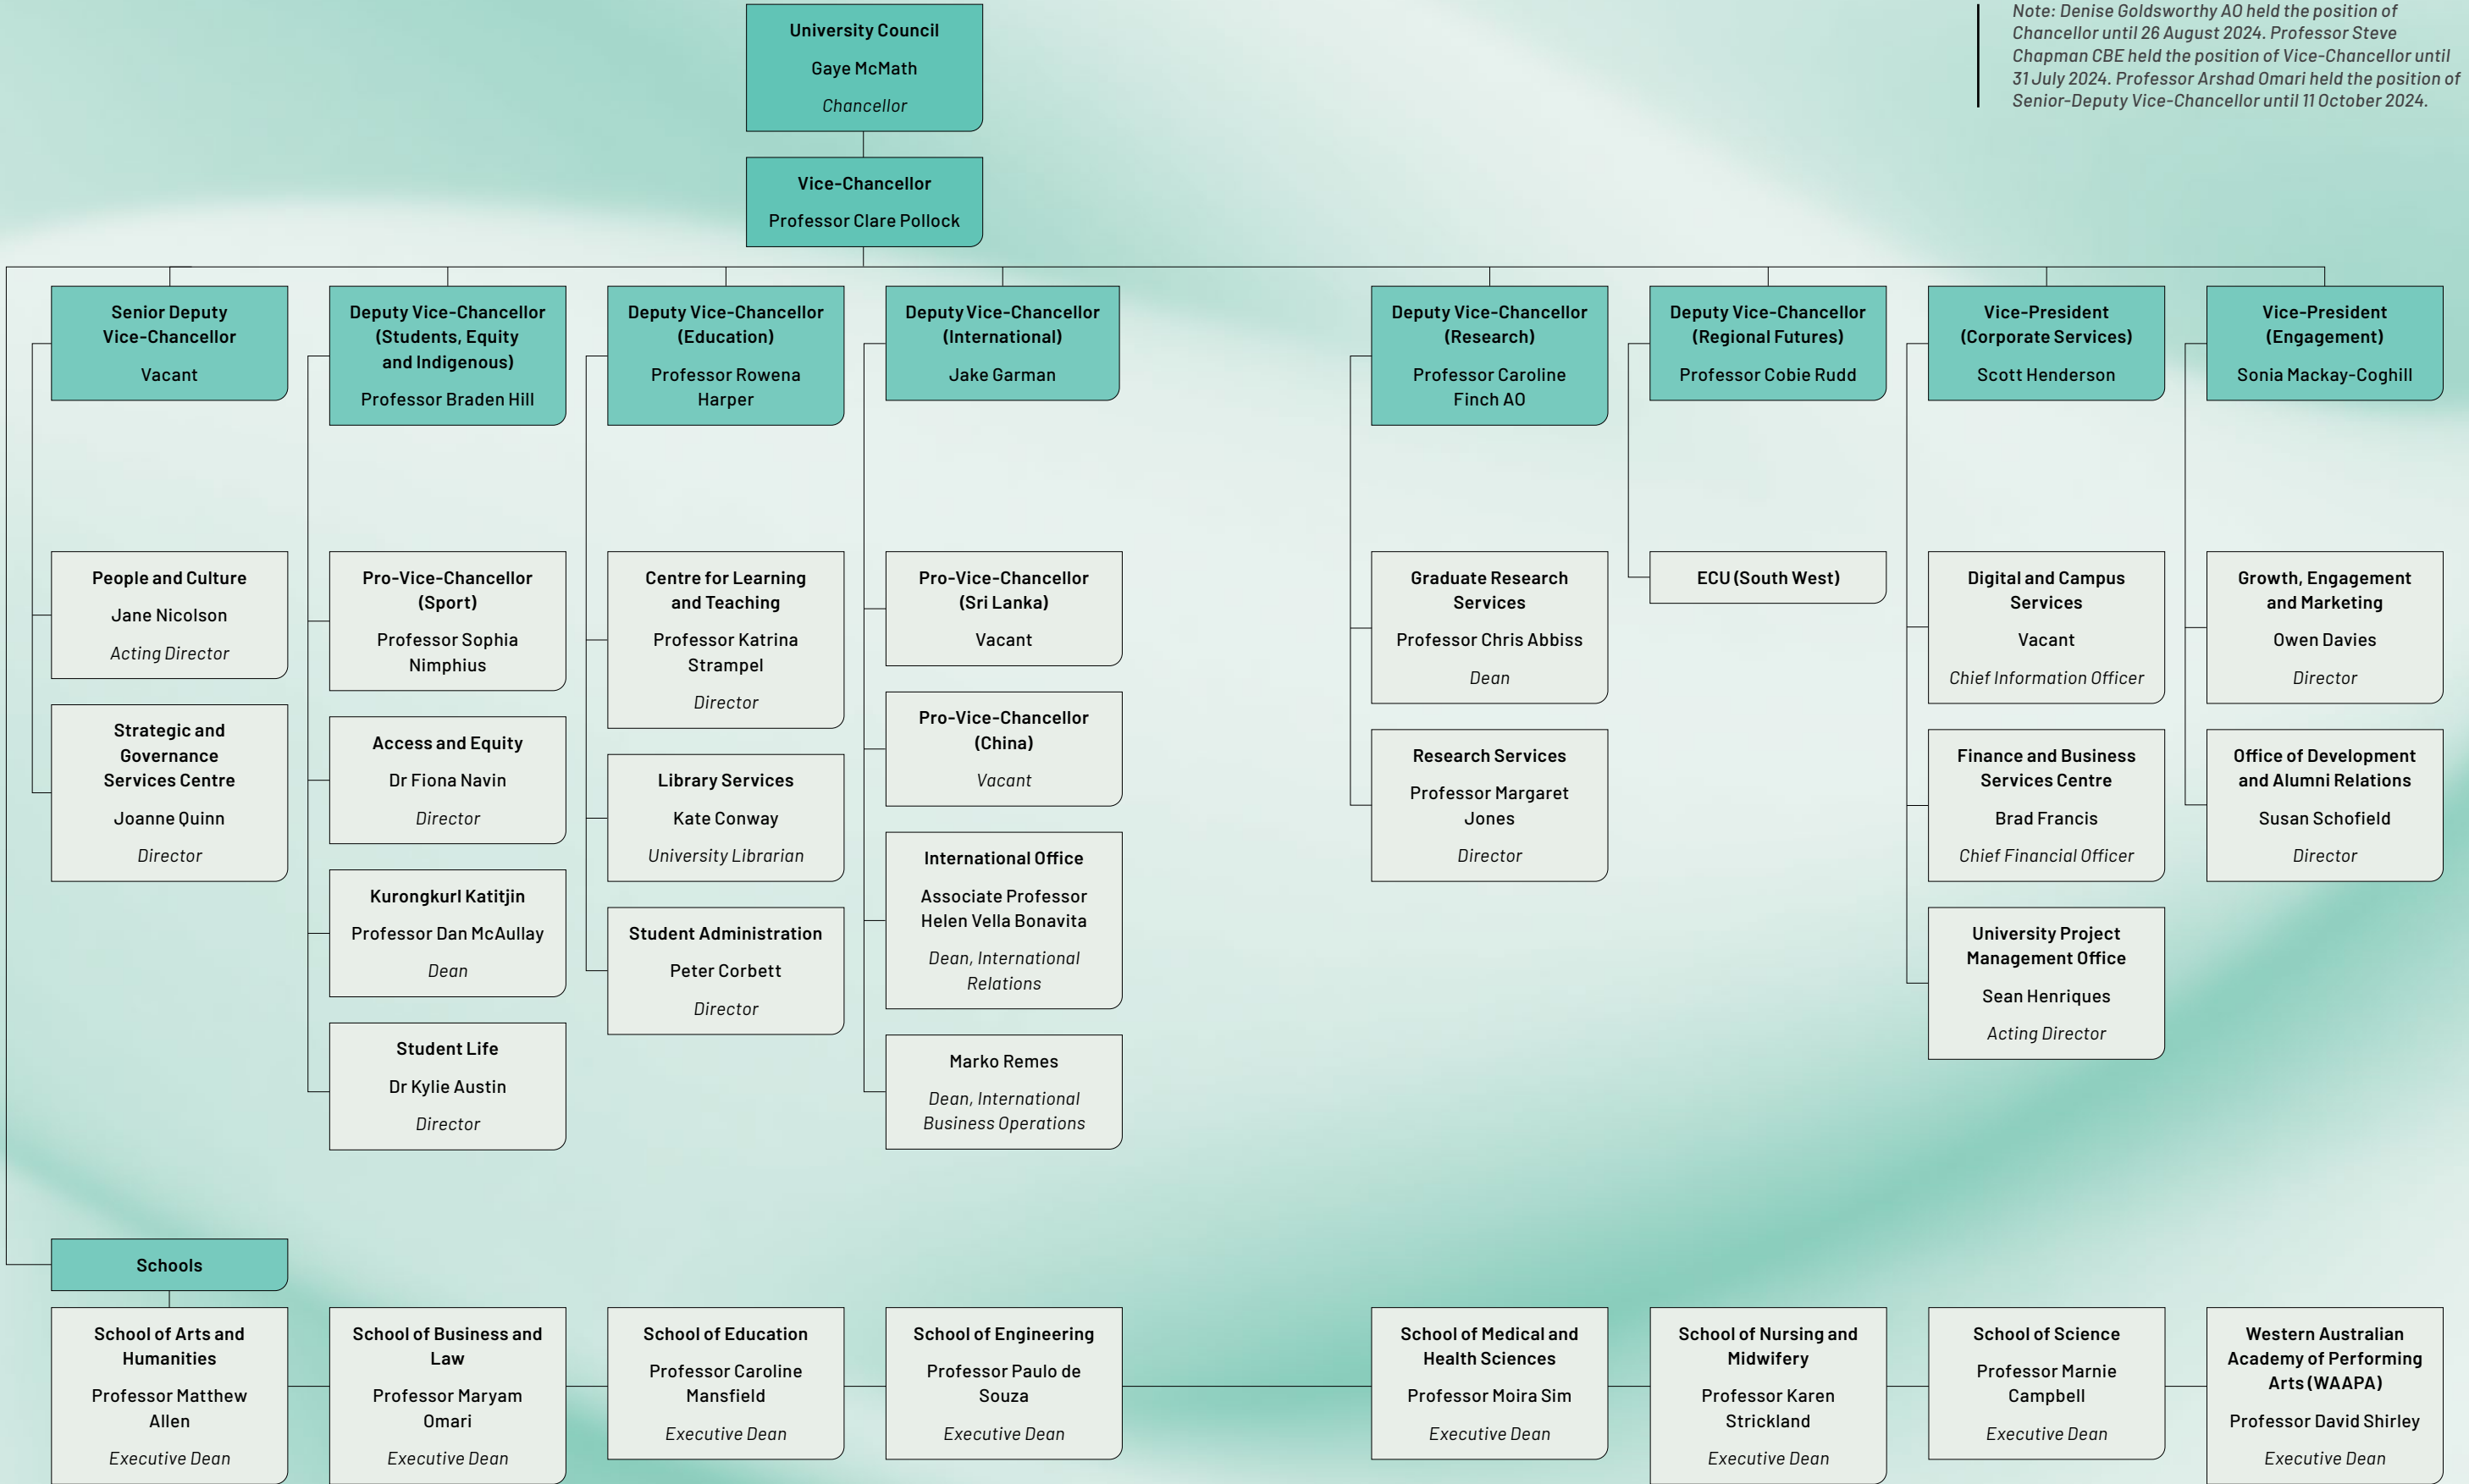 University Council
Gaye McMath
Chancellor
Note: Denise Goldsworthy AO held the position of
Chancellor until 26 August 2024. Professor Steve
Chapman CBE held the position of Vice-Chancellor until
31 July 2024. Professor Arshad Omari held the position of
Senior-Deputy Vice-Chancellor until 11 October 2024.
Vice-Chancellor
Professor Clare Pollock
Senior Deputy
Vice-Chancellor
Vacant
Deputy Vice-Chancellor
(Students, Equity
and Indigenous)
Professor Braden Hill
Deputy Vice-Chancellor
(Education)
Professor Rowena
Harper
Deputy Vice-Chancellor
(International)
Jake Garman
Deputy Vice-Chancellor
(Research)
Professor Caroline
Finch AO
Deputy Vice-Chancellor
(Regional Futures)
Professor Cobie Rudd
Vice-President
(Corporate Services)
Scott Henderson
Vice-President
(Engagement)
Sonia Mackay-Coghill
People and Culture
Jane Nicolson
Acting Director
Strategic and
Governance
Services Centre
Joanne Quinn
Director
Pro-Vice-Chancellor
(Sport)
Professor Sophia
Nimphius
Access and Equity
Dr Fiona Navin
Director
Kurongkurl Katitjin
Professor Dan McAullay
Dean
Student Life
Dr Kylie Austin
Director
Centre for Learning
and Teaching
Professor Katrina
Strampel
Director
Library Services
Kate Conway
University Librarian
Student Administration
Peter Corbett
Director
Pro-Vice-Chancellor
(Sri Lanka)
Vacant
Pro-Vice-Chancellor
(China)
Vacant
International Office
Associate Professor
Helen Vella Bonavita
Dean, International
Relations
Marko Remes
Dean, International
Business Operations
Graduate Research
Services
Professor Chris Abbiss
Dean
Research Services
Professor Margaret
Jones
Director
ECU (South West)
Digital and Campus
Services
Vacant
Chief Information Officer
Finance and Business
Services Centre
Brad Francis
Chief Financial Officer
University Project
Management Office
Sean Henriques
Acting Director
Growth, Engagement
and Marketing
Owen Davies
Director
Office of Development
and Alumni Relations
Susan Schofield
Director
Schools
School of Arts and
Humanities
Professor Matthew
Allen
Executive Dean
School of Business and
Law
Professor Maryam
Omari
Executive Dean
School of Education
Professor Caroline
Mansfield
Executive Dean
School of Engineering
Professor Paulo de
Souza
Executive Dean
School of Medical and
Health Sciences
Professor Moira Sim
Executive Dean
School of Nursing and
Midwifery
Professor Karen
Strickland
Executive Dean
School of Science
Professor Marnie
Campbell
Executive Dean
Western Australian
Academy of Performing
Arts (WAAPA)
Professor David Shirley
Executive Dean